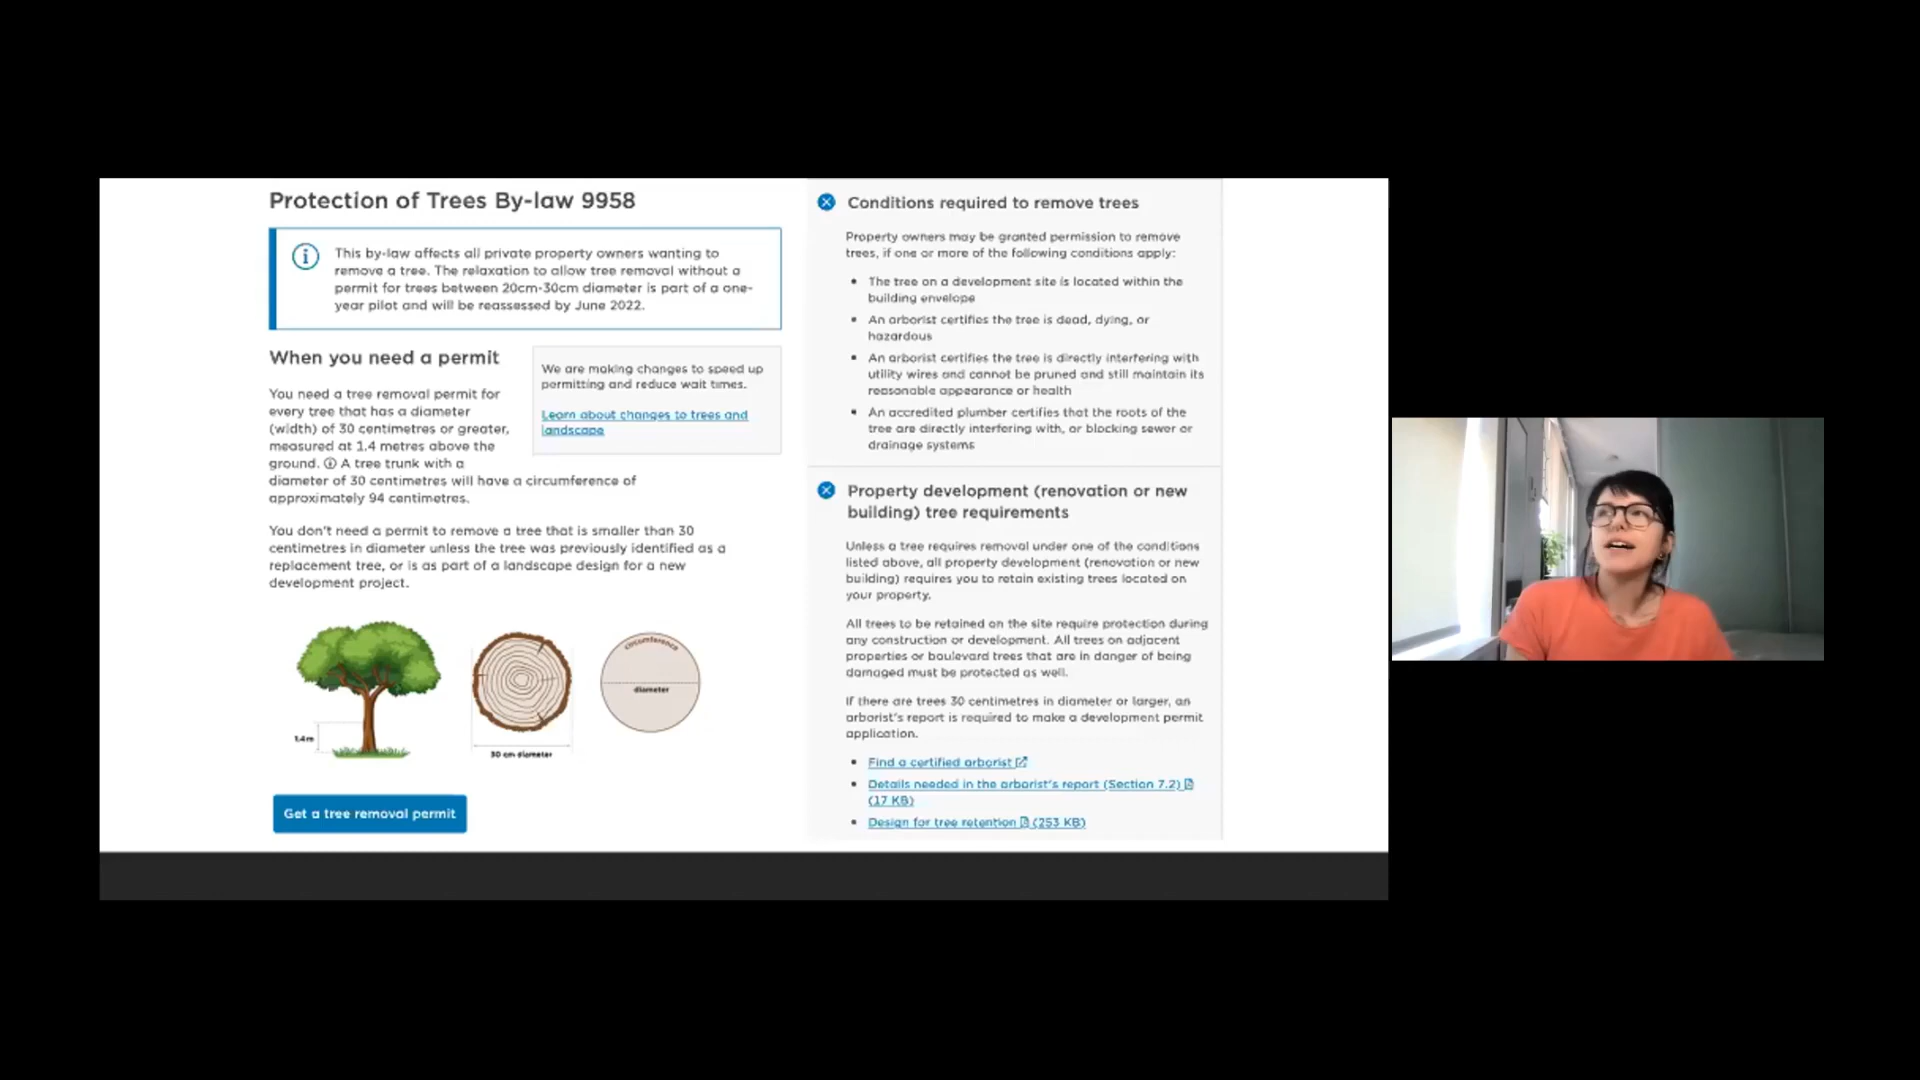 Protection of Trees By-law 9958
This by-law affects all private property owners wanting to
remove a tree. The relaxation to allow tree removal without a
permit for trees between 20cm-30cm diameter is part of a one-
year pilot and will be reassessed by June 2022.
When you need a permit
You need a tree removal permit for
every tree that has a diameter
(width) of 30 centimetres or greater,
measured at 1.4 metres above the
ground. ⓘ A tree trunk with a
diameter of 30 centimetres will have a circumference of
approximately 94 centimetres.
We are making changes to speed up
permitting and reduce wait times.
Learn about changes to trees and
landscape
You don't need a permit to remove a tree that is smaller than 30
centimetres in diameter unless the tree was previously identified as a
replacement tree, or is as part of a landscape design for a new
development project.
1.4m
30 cm diameter
circumference
diameter
Get a tree removal permit
Conditions required to remove trees
Property owners may be granted permission to remove
trees, if one or more of the following conditions apply:
• The tree on a development site is located within the
building envelope
• An arborist certifies the tree is dead, dying, or
hazardous
• An arborist certifies the tree is directly interfering with
utility wires and cannot be pruned and still maintain its
reasonable appearance or health
• An accredited plumber certifies that the roots of the
tree are directly interfering with, or blocking sewer or
drainage systems
Property development (renovation or new
building) tree requirements
Unless a tree requires removal under one of the conditions
listed above, all property development (renovation or new
building) requires you to retain existing trees located on
your property.
All trees to be retained on the site require protection during
any construction or development. All trees on adjacent
properties or boulevard trees that are in danger of being
damaged must be protected as well.
If there are trees 30 centimetres in diameter or larger, an
arborist's report is required to make a development permit
application.
• Find a certified arborist
• Details needed in the arborist's report (Section 7.2)
(17 KB)
• Design for tree retention (253 KB)